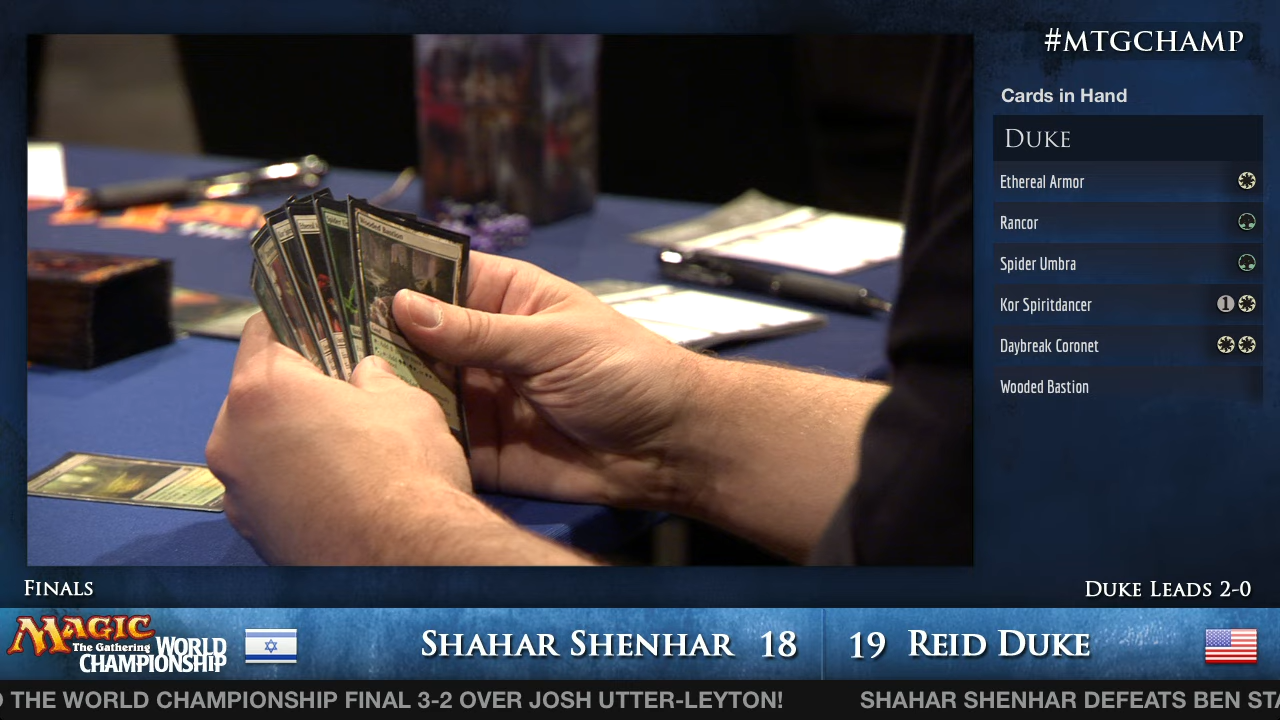 #MTGCHAMP
Cards in Hand
DUKE
Ethereal Armor
Rancor
Spider Umbra
Kor Spiritdancer 1
Daybreak Coronet
Wooded Bastion
Wooded Bastion
FINALS
DUKE LEADS 2-0
MAGIC
The Gathering
WORLD
CHAMPIONSHIP
SHAHAR SHENHAR 18
19 REID DUKE
THE WORLD CHAMPIONSHIP FINAL 3-2 OVER JOSH UTTER-LEYTON! SHAHAR SHENHAR DEFEATS BEN